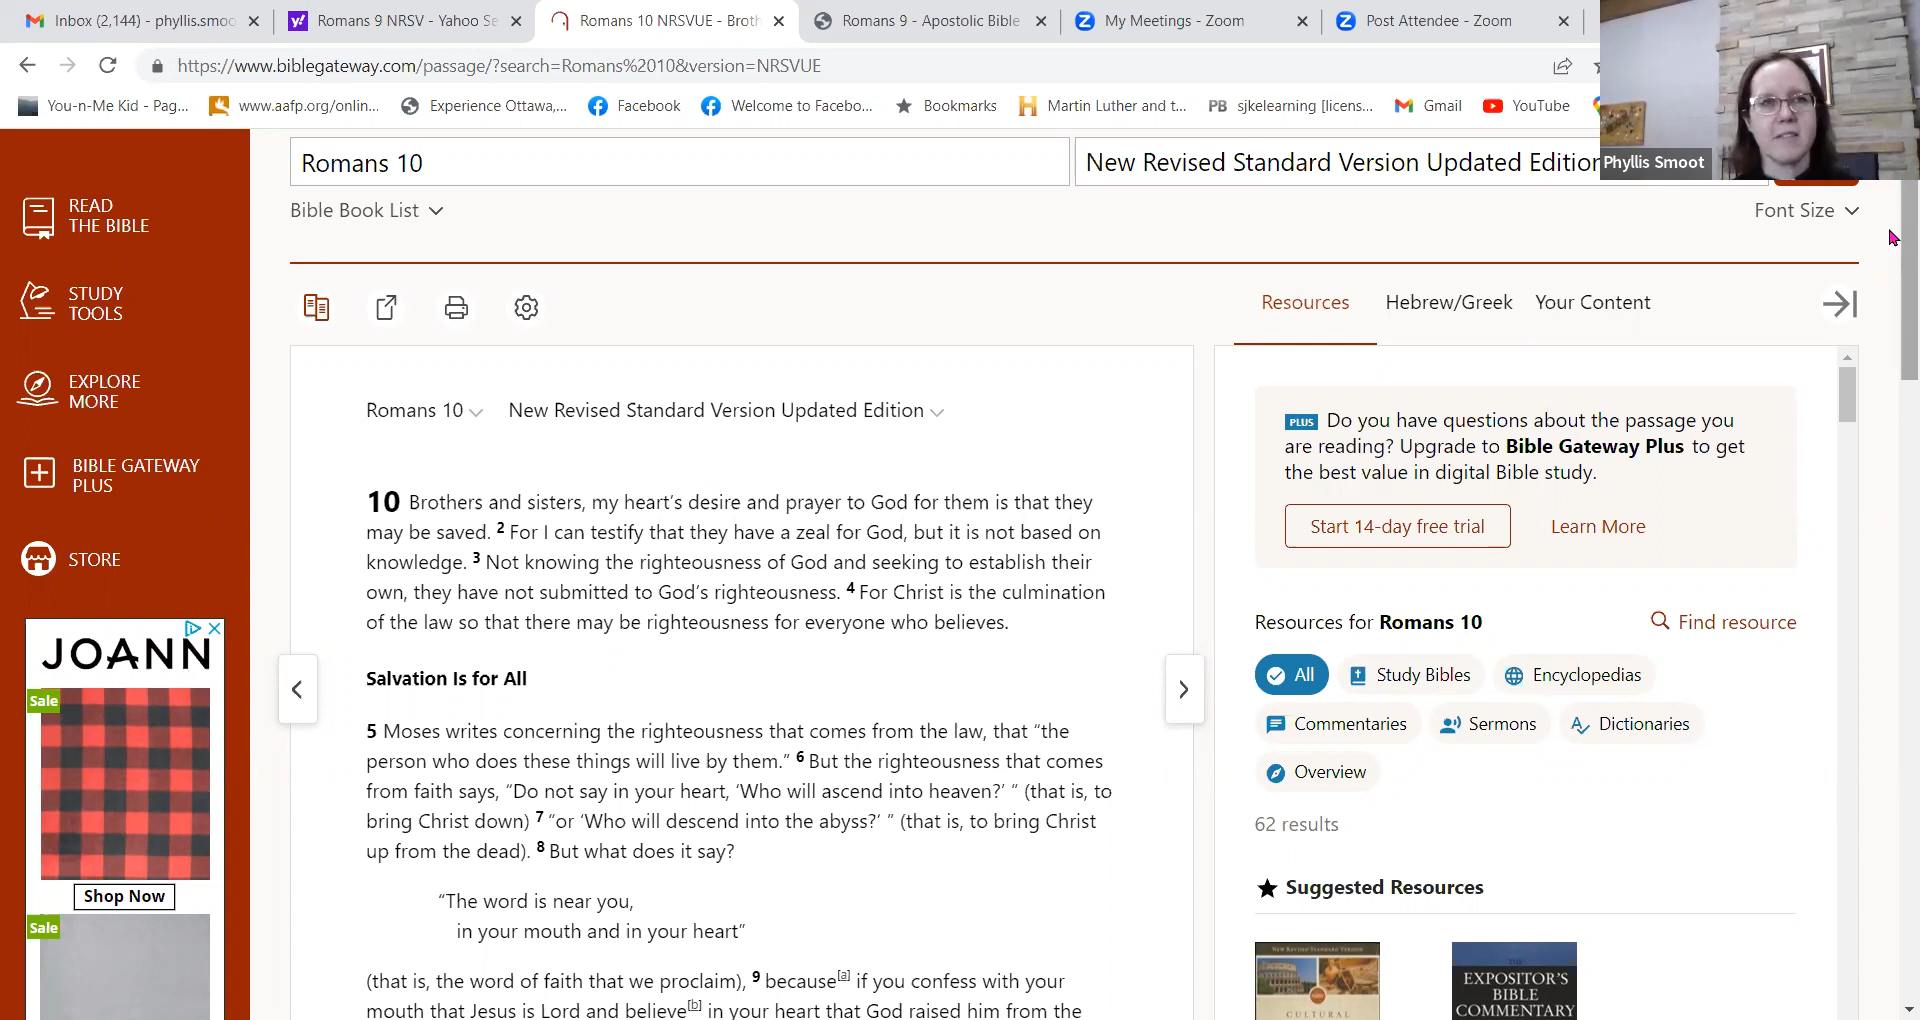 Inbox (2,144) - phyllis.smoo
Romans 9 NRSV - Yahoo Se
Romans 10 NRSVUE - Broth
Romans 9 - Apostolic Bible
My Meetings - Zoom
Post Attendee - Zoom
https://www.biblegateway.com/passage/?search=Romans%2010&version=NRSVUE
You-n-Me Kid - Pag...
www.aafp.org/onlin...
Experience Ottawa,...
Facebook
Welcome to Facebo...
Bookmarks
Martin Luther and t...
PB sjkelearning [licens...
Gmail
YouTube
Phyllis Smoot
Romans 10
New Revised Standard Version Updated Edition
Bible Book List
Font Size
READ
THE BIBLE
STUDY
TOOLS
EXPLORE
MORE
BIBLE GATEWAY
PLUS
STORE
JOANN
Sale
Shop Now
Sale
Resources
Hebrew/Greek
Your Content
Romans 10
New Revised Standard Version Updated Edition
10 Brothers and sisters, my heart’s desire and prayer to God for them is that they
may be saved. 2 For I can testify that they have a zeal for God, but it is not based on
knowledge. 3 Not knowing the righteousness of God and seeking to establish their
own, they have not submitted to God’s righteousness. 4 For Christ is the culmination
of the law so that there may be righteousness for everyone who believes.
Salvation Is for All
5 Moses writes concerning the righteousness that comes from the law, that “the
person who does these things will live by them.” 6 But the righteousness that comes
from faith says, “Do not say in your heart, ‘Who will ascend into heaven?’ ” (that is, to
bring Christ down) 7 “or ‘Who will descend into the abyss?’ ” (that is, to bring Christ
up from the dead). 8 But what does it say?
“The word is near you,
in your mouth and in your heart”
(that is, the word of faith that we proclaim), 9 because[a] if you confess with your
mouth that Jesus is Lord and believe[b] in your heart that God raised him from the
PLUS Do you have questions about the passage you
are reading? Upgrade to Bible Gateway Plus to get
the best value in digital Bible study.
Start 14-day free trial
Learn More
Resources for Romans 10
Find resource
All
Study Bibles
Encyclopedias
Commentaries
Sermons
Dictionaries
Overview
62 results
Suggested Resources
NEW REVISED STANDARD VERSION
CULTURAL
THE
EXPOSITOR'S
BIBLE
COMMENTARY